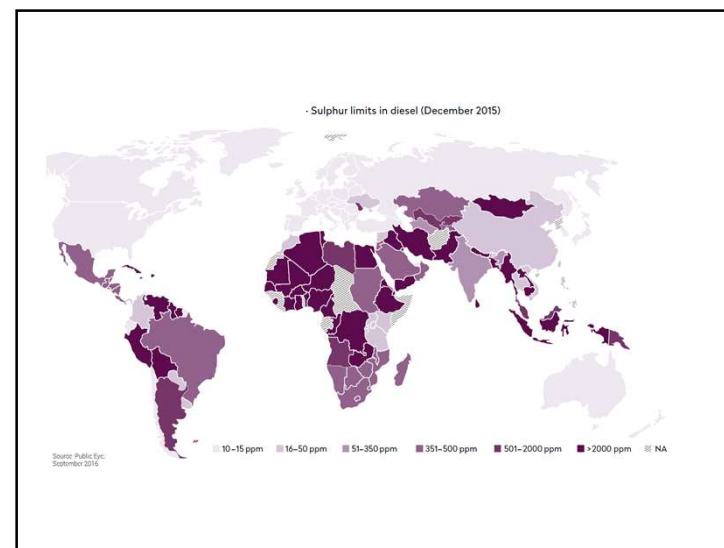 - Sulphur limits in diesel (December 2015)
10–15 ppm 16–50 ppm 51–350 ppm 351–500 ppm 501–2000 ppm >2000 ppm NA
Source: Public Eye,
September 2016